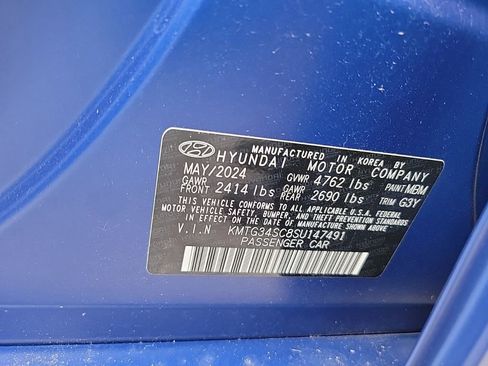 MANUFACTURED IN KOREA BY
HYUNDAI MOTOR COMPANY
MAY/2024 GVWR 4762 lbs PAINT MBM
GAWR FRONT 2414 lbs GAWR REAR 2690 lbs TRIM G3Y
THIS VEHICLE CONFORMS TO ALL APPLICABLE U.S.A. FEDERAL
MOTOR VEHICLE SAFETY, BUMPER, AND THEFT PREVENTION
STANDARDS IN EFFECT ON THE DATE OF MANUFACTURE SHOWN ABOVE.
V.I.N KMTG34SC8SU147491
PASSENGER CAR